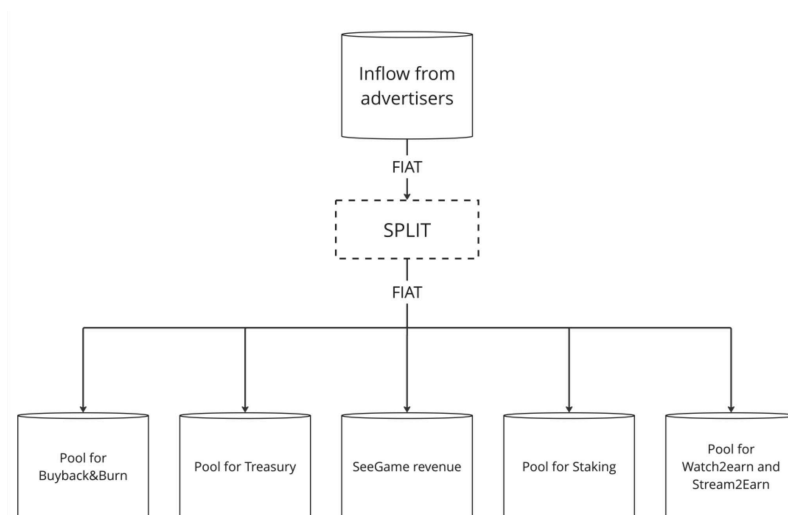 Inflow from
advertisers
FIAT
SPLIT
FIAT
Pool for
Buyback&Burn
Pool for Treasury
SeeGame revenue
Pool for Staking
Pool for
Watch2earn and
Stream2Earn